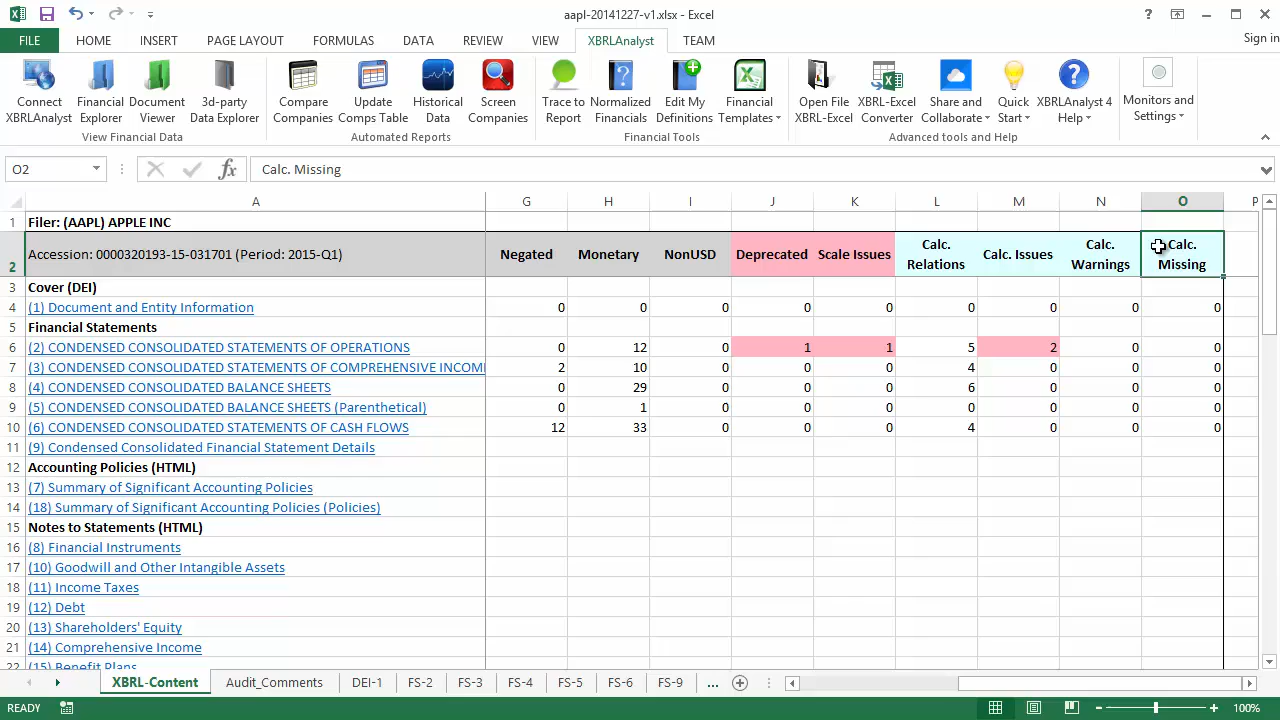 aapl-20141227-v1.xlsx - Excel
FILE HOME INSERT PAGE LAYOUT FORMULAS DATA REVIEW VIEW XBRLAnalyst TEAM Sign in
Connect XBRLAnalyst
Financial Explorer
Document Viewer
3d-party Data Explorer
View Financial Data
Compare Companies
Update Comps Table
Historical Data
Screen Companies
Automated Reports
Trace to Report
Normalized Financials
Edit My Definitions
Financial Templates
Financial Tools
Open File XBRL-Excel
XBRL-Excel Converter
Share and Collaborate
Quick Start
XBRLAnalyst 4 Help
Advanced tools and Help
Monitors and Settings
O2 fx Calc. Missing
A G H I J K L M N O P
1 Filer: (AAPL) APPLE INC
2 Accession: 0000320193-15-031701 (Period: 2015-Q1) Negated Monetary NonUSD Deprecated Scale Issues Calc. Relations Calc. Issues Calc. Warnings Calc. Missing
3 Cover (DEI)
4 (1) Document and Entity Information 0 0 0 0 0 0 0 0 0
5 Financial Statements
6 (2) CONDENSED CONSOLIDATED STATEMENTS OF OPERATIONS 0 12 0 1 1 5 2 0 0
7 (3) CONDENSED CONSOLIDATED STATEMENTS OF COMPREHENSIVE INCOM 2 10 0 0 0 4 0 0 0
8 (4) CONDENSED CONSOLIDATED BALANCE SHEETS 0 29 0 0 0 6 0 0 0
9 (5) CONDENSED CONSOLIDATED BALANCE SHEETS (Parenthetical) 0 1 0 0 0 0 0 0 0
10 (6) CONDENSED CONSOLIDATED STATEMENTS OF CASH FLOWS 12 33 0 0 0 4 0 0 0
11 (9) Condensed Consolidated Financial Statement Details
12 Accounting Policies (HTML)
13 (7) Summary of Significant Accounting Policies
14 (18) Summary of Significant Accounting Policies (Policies)
15 Notes to Statements (HTML)
16 (8) Financial Instruments
17 (10) Goodwill and Other Intangible Assets
18 (11) Income Taxes
19 (12) Debt
20 (13) Shareholders' Equity
21 (14) Comprehensive Income
22 (15) Benefit Plans
XBRL-Content Audit_Comments DEI-1 FS-2 FS-3 FS-4 FS-5 FS-6 FS-9 ...
READY 100%